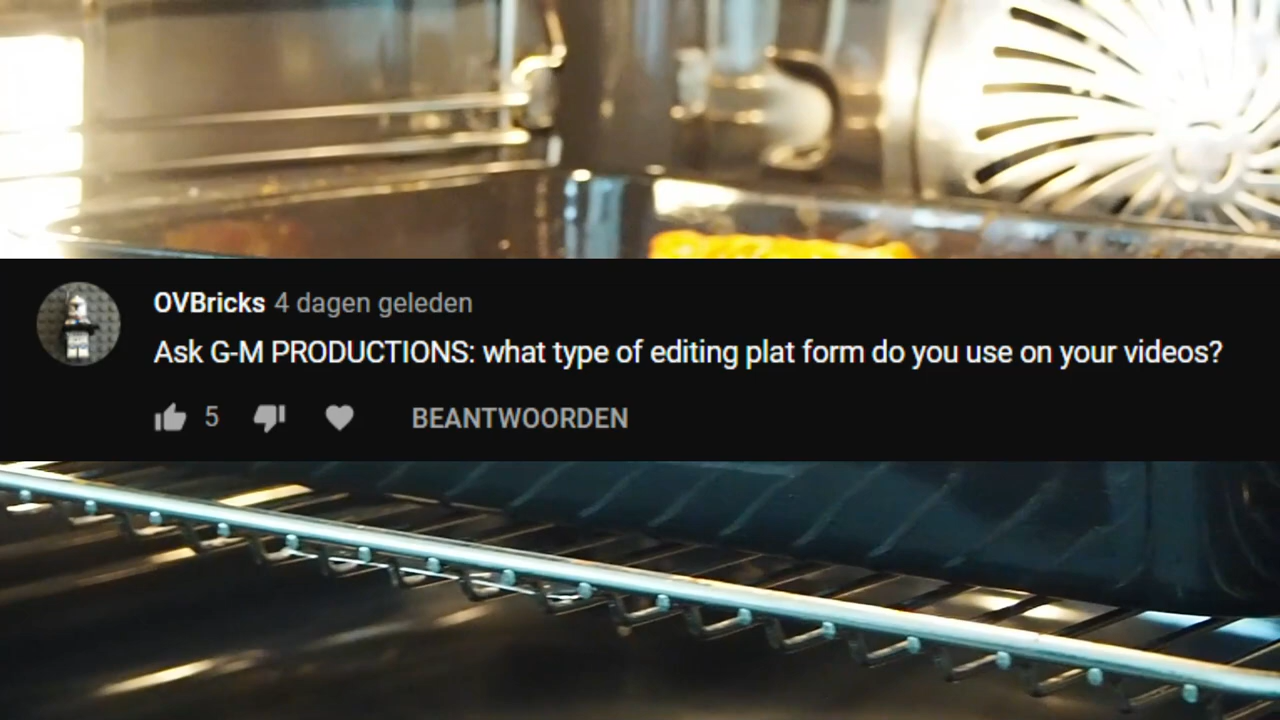 OVBricks 4 dagen geleden
Ask G-M PRODUCTIONS: what type of editing plat form do you use on your videos?
5 BEANTWOORDEN